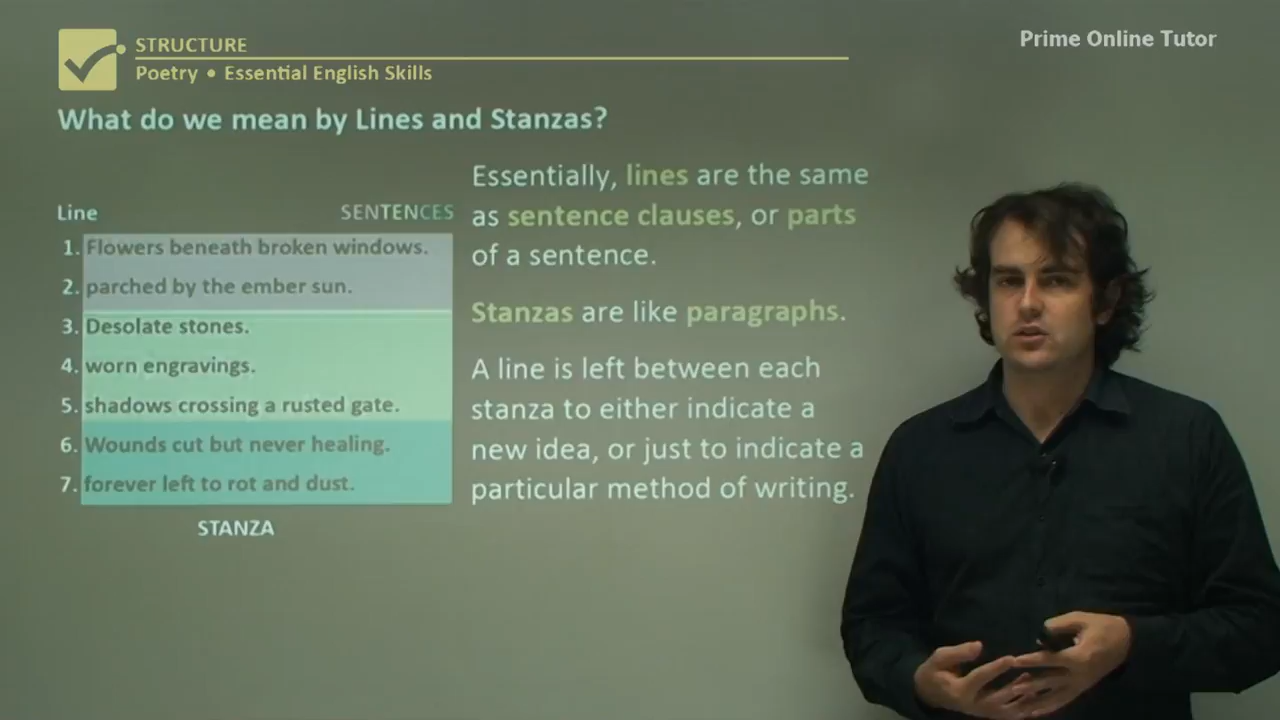 STRUCTURE
Poetry • Essential English Skills
Prime Online Tutor
What do we mean by Lines and Stanzas?
Line
SENTENCES
1. Flowers beneath broken windows.
2. parched by the ember sun.
3. Desolate stones.
4. worn engravings.
5. shadows crossing a rusted gate.
6. Wounds cut but never healing.
7. forever left to rot and dust.
STANZA
Essentially, lines are the same
as sentence clauses, or parts
of a sentence.
Stanzas are like paragraphs.
A line is left between each
stanza to either indicate a
new idea, or just to indicate a
particular method of writing.